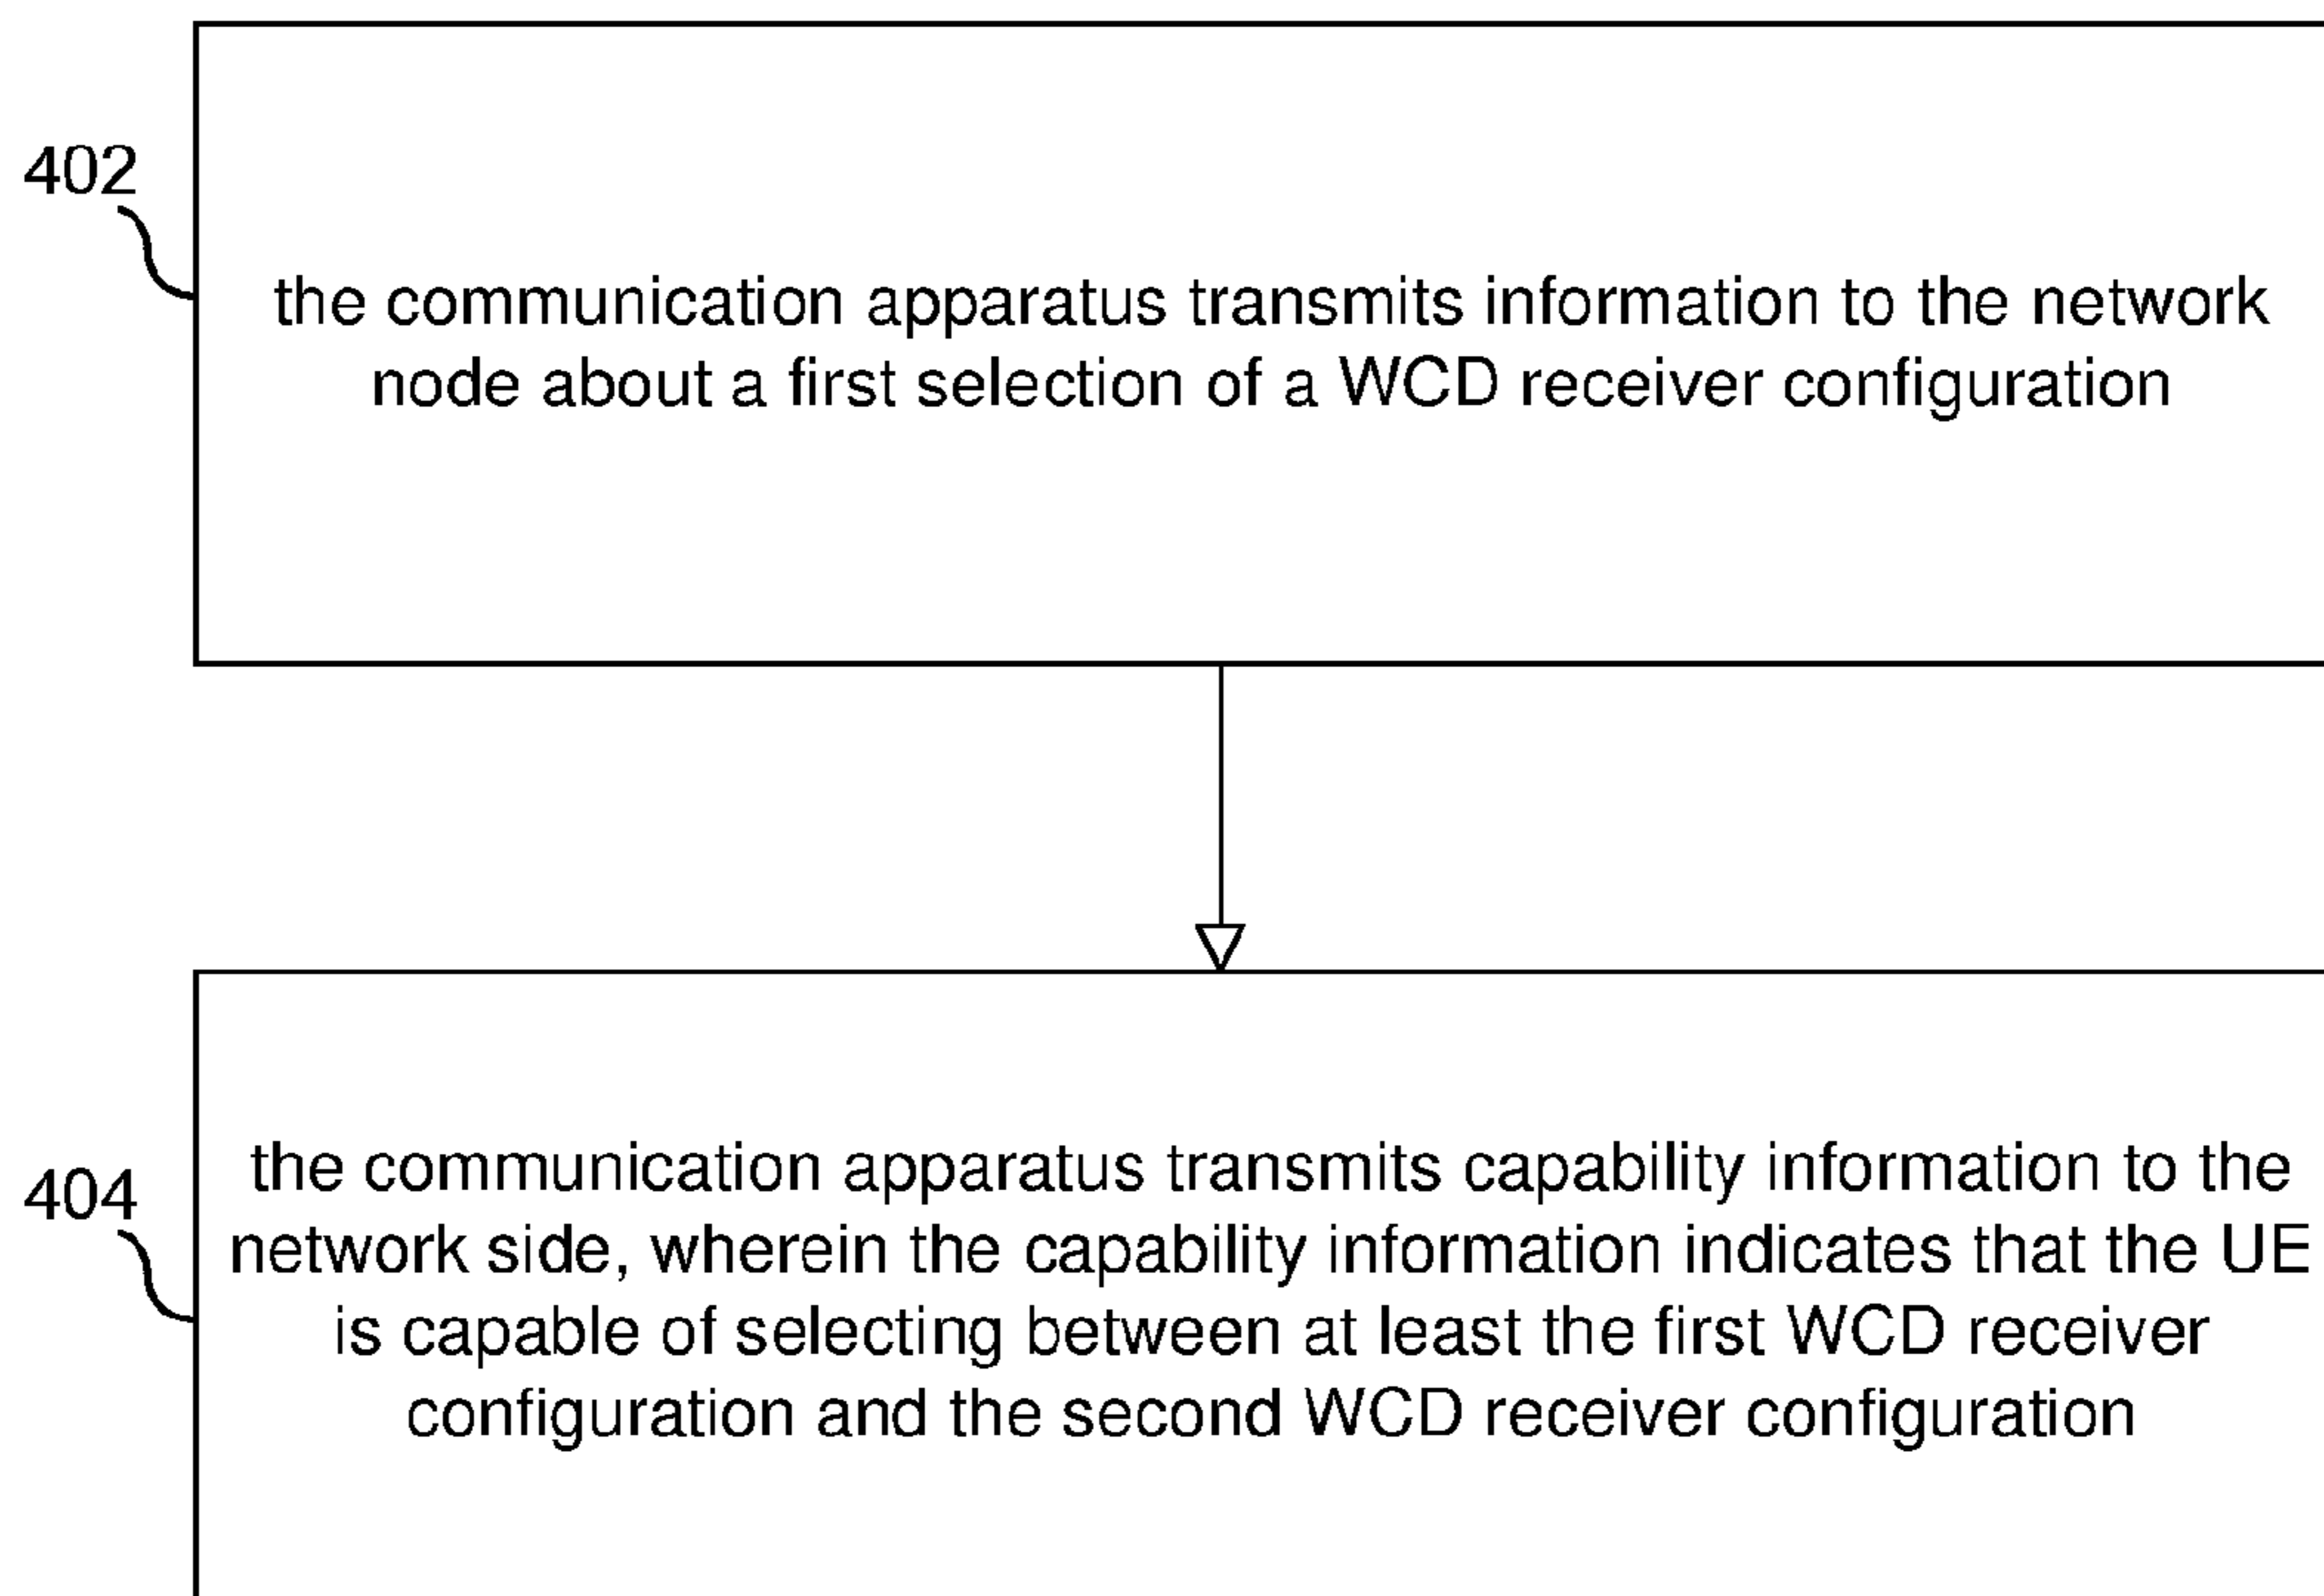 402
the communication apparatus transmits information to the network
node about a first selection of a WCD receiver configuration
404
the communication apparatus transmits capability information to the
network side, wherein the capability information indicates that the UE
is capable of selecting between at least the first WCD receiver
configuration and the second WCD receiver configuration